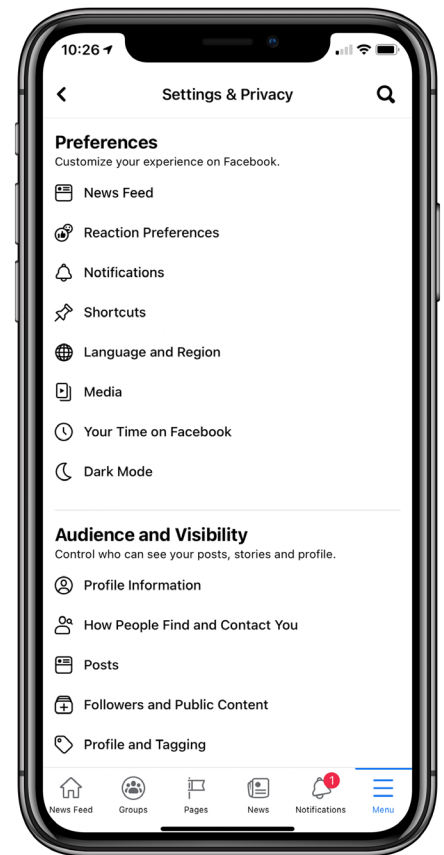 10:26
Settings & Privacy
Preferences
Customize your experience on Facebook.
News Feed
Reaction Preferences
Notifications
Shortcuts
Language and Region
Media
Your Time on Facebook
Dark Mode
Audience and Visibility
Control who can see your posts, stories and profile.
Profile Information
How People Find and Contact You
Posts
Followers and Public Content
Profile and Tagging
1
News Feed Groups Pages News Notifications Menu